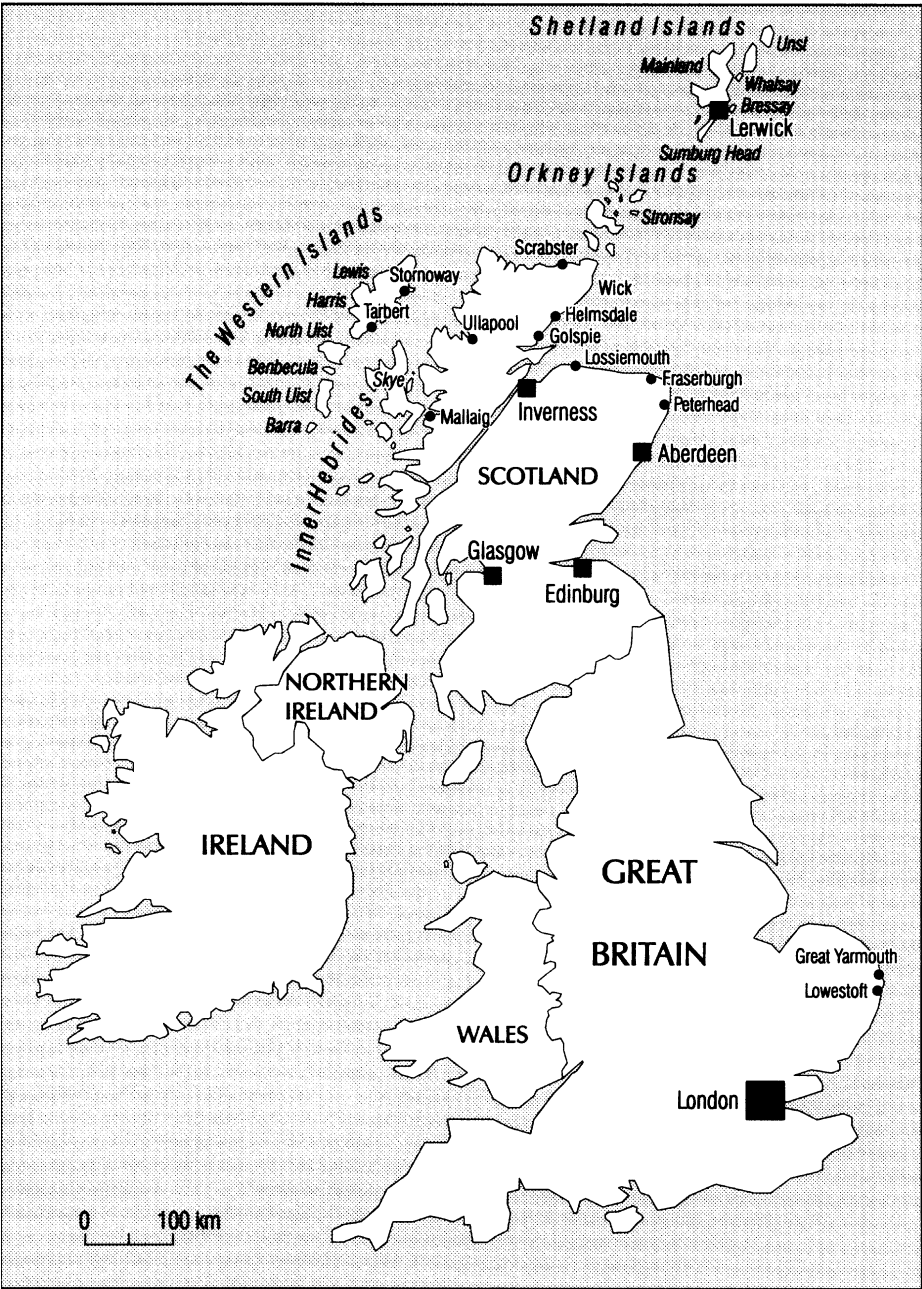 Shetland Islands
Unst
Mainland
Whalsay
Bressay
Lerwick
Sumburg Head
Orkney Islands
Stronsay
The Western Islands
Scrabster
Lewis
Stornoway
Wick
Harris
Tarbert
Helmsdale
North Uist
Ullapool
Golspie
Lossiemouth
Benbecula
Skye
Fraserburgh
South Uist
Inverness
Peterhead
Mallaig
Barra
Inner Hebrides
Aberdeen
SCOTLAND
Glasgow
Edinburg
NORTHERN
IRELAND
IRELAND
GREAT
BRITAIN
Great Yarmouth
Lowestoft
WALES
London
0 100 km